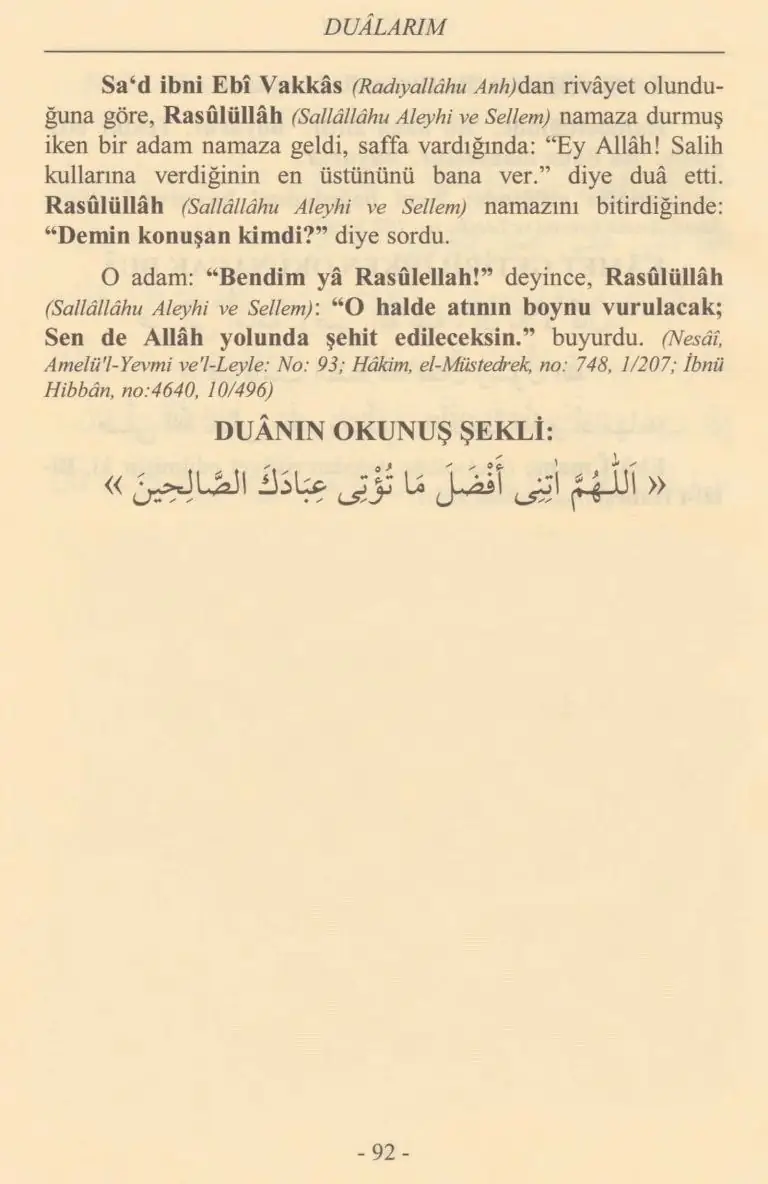 DUÂLARIM
Sa‘d ibni Ebî Vakkâs (Radıyallâhu Anh)dan rivâyet olundu-
ğuna göre, Rasûlüllâh (Sallâllâhu Aleyhi ve Sellem) namaza durmuş
iken bir adam namaza geldi, saffa vardığında: “Ey Allâh! Salih
kullarına verdiğinin en üstününü bana ver.” diye duâ etti.
Rasûlüllâh (Sallâllâhu Aleyhi ve Sellem) namazını bitirdiğinde:
“Demin konuşan kimdi?” diye sordu.
O adam: “Bendim yâ Rasûlellah!” deyince, Rasûlüllâh
(Sallâllâhu Aleyhi ve Sellem): “O halde atının boynu vurulacak;
Sen de Allâh yolunda şehit edileceksin.” buyurdu. (Nesâî,
Amelü'l-Yevmi ve'l-Leyle: No: 93; Hâkim, el-Müstedrek, no: 748, 1/207; İbnü
Hibbân, no:4640, 10/496)
DUÂNIN OKUNUŞ ŞEKLİ:
« اَللّٰهُمَّ اٰتِنِى أَفْضَلَ مَا تُؤْتِى عِبَادَكَ الصَّالِحِينَ »
- 92 -